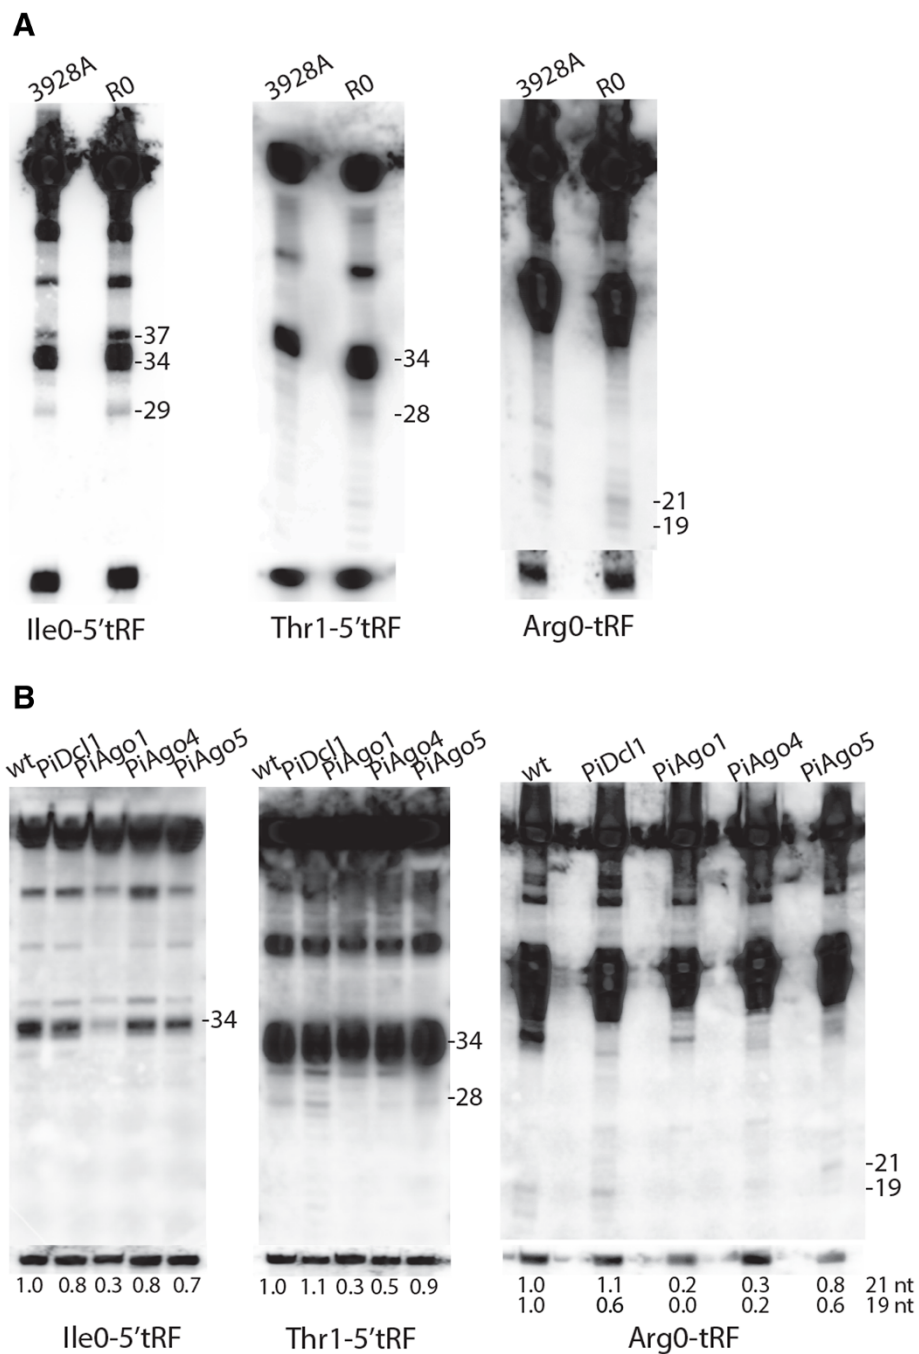 A
3928A R0 3928A R0 3928A R0
-37
-34
-29
-34
-28
-21
-19
Ile0-5'tRF Thr1-5'tRF Arg0-tRF
B
wt PiDcl1 PiAgo1 PiAgo4 PiAgo5 wt PiDcl1 PiAgo1 PiAgo4 PiAgo5 wt PiDcl1 PiAgo1 PiAgo4 PiAgo5
-34
-34
-28
-21
-19
1.0 0.8 0.3 0.8 0.7 1.0 1.1 0.3 0.5 0.9 1.0 1.1 0.2 0.3 0.8 21 nt
1.0 0.6 0.0 0.2 0.6 19 nt
Ile0-5'tRF Thr1-5'tRF Arg0-tRF